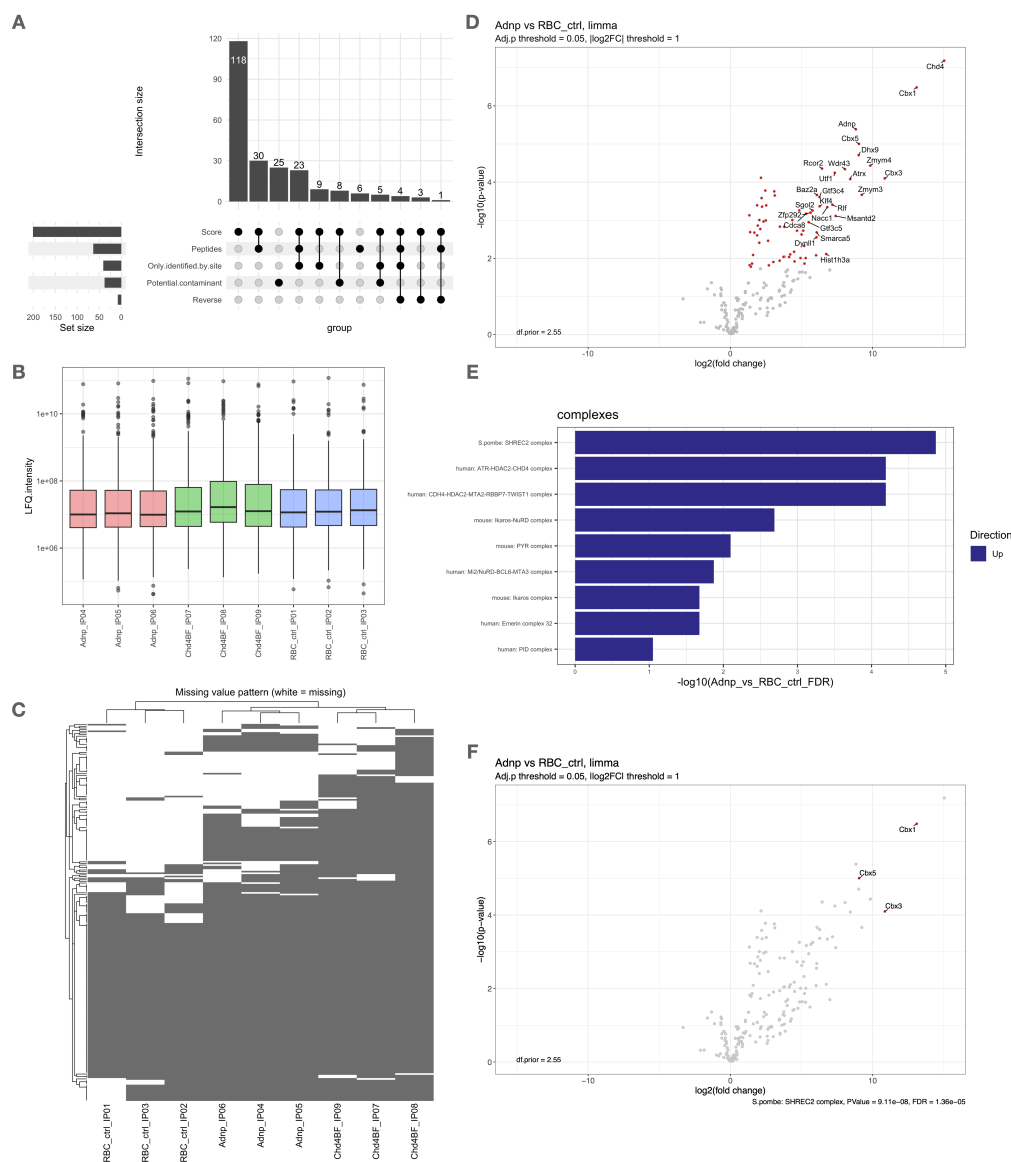 A
Intersection size
120
90
60
30
0
118
30
25
23
9
8
6
5
4
3
1
Score
Peptides
Only.identified.by.site
Potential.contaminant
Reverse
200
150
100
50
0
Set size
group
B
LFQ.intensity
1e+10
1e+08
1e+06
Adnp_IP04
Adnp_IP05
Adnp_IP06
Chd4BF_IP07
Chd4BF_IP08
Chd4BF_IP09
RBC_ctrl_IP01
RBC_ctrl_IP02
RBC_ctrl_IP03
C
Missing value pattern (white = missing)
RBC_ctrl_IP01
RBC_ctrl_IP03
RBC_ctrl_IP02
Adnp_IP06
Adnp_IP04
Adnp_IP05
Chd4BF_IP09
Chd4BF_IP07
Chd4BF_IP08
D
Adnp vs RBC_ctrl, limma
Adj.p threshold = 0.05, |log2FC| threshold = 1
-log10(p-value)
6
4
2
0
Chd4
Cbx1
Adnp
Cbx5
Dhx9
Rcor2
Wdr43
Zmym4
Utf1
Atrx
Cbx3
Baz2a
Gtf3c4
Zmym3
Klf4
Sgol2
Rlf
Zfp292
Nacc1
Msantd2
Cdca8
Gtf3c5
Smarca5
Dynll1
Hist1h3a
df.prior = 2.55
-10
0
10
log2(fold change)
E
complexes
S.pombe: SHREC2 complex
human: ATR-HDAC2-CHD4 complex
human: CDH4-HDAC2-MTA2-RBBP7-TWIST1 complex
mouse: Ikaros-NuRD complex
mouse: PYR complex
human: Mi2/NuRD-BCL6-MTA3 complex
mouse: Ikaros complex
human: Emerin complex 32
human: PID complex
0
1
2
3
4
5
-log10(Adnp_vs_RBC_ctrl_FDR)
Direction
Up
F
Adnp vs RBC_ctrl, limma
Adj.p threshold = 0.05, |log2FC| threshold = 1
−log10(p−value)
6
4
2
0
Cbx1
Cbx5
Cbx3
df.prior = 2.55
−10
0
10
log2(fold change)
S.pombe: SHREC2 complex, PValue = 9.11e−08, FDR = 1.36e−05